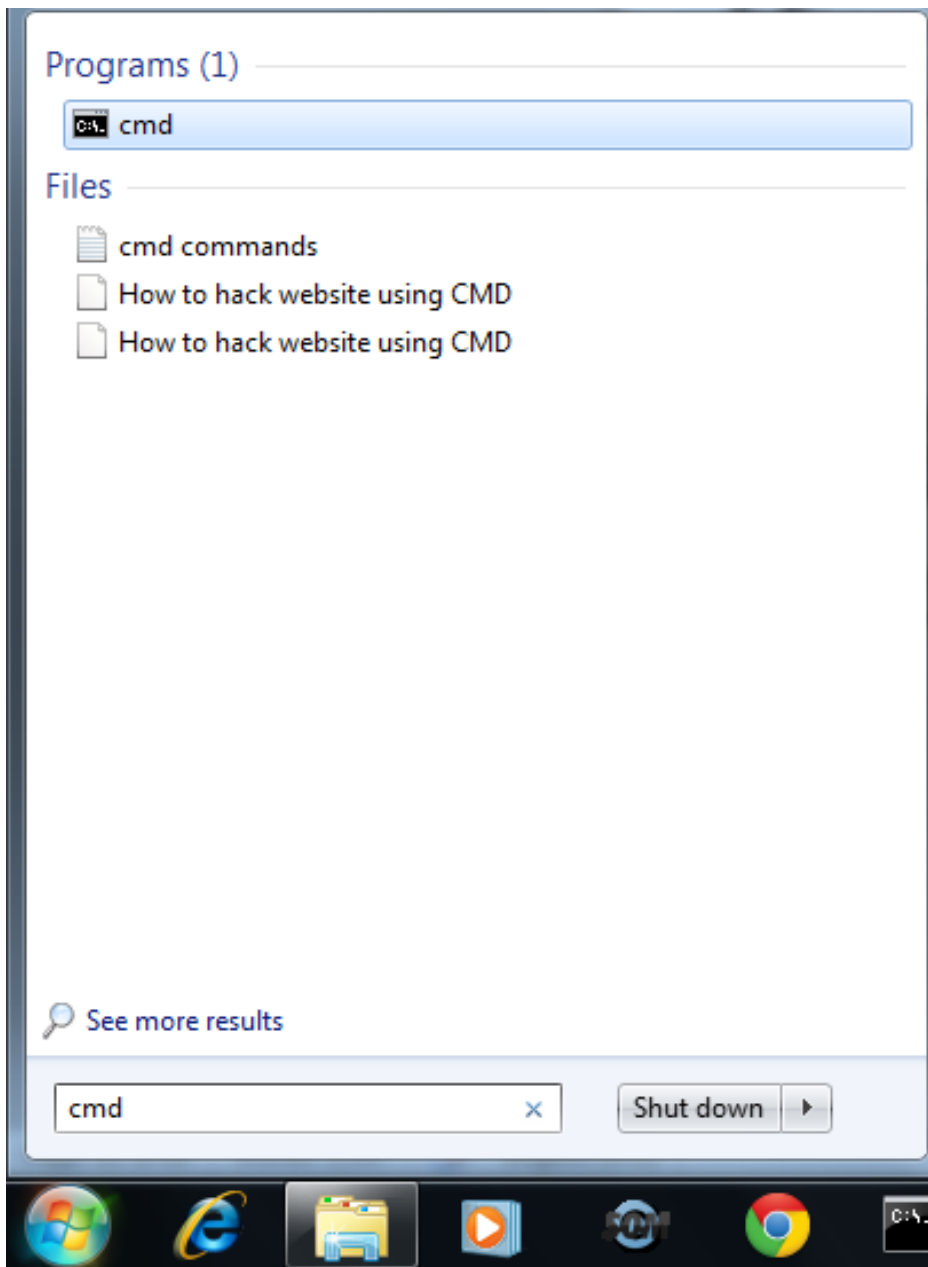 Programs (1)
C:\. cmd
Files
cmd commands
How to hack website using CMD
How to hack website using CMD
See more results
cmd
Shut down
C:\.